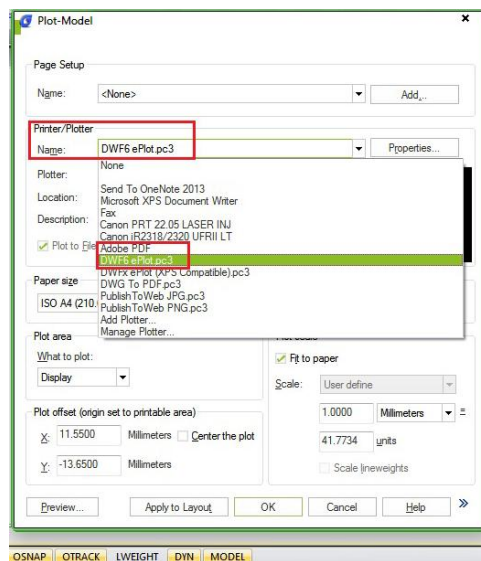 Plot-Model
Page Setup
Name: <None> Add...
Printer/Plotter
Name: DWF6 ePlot.pc3 Properties...
Plotter:
None
Send To OneNote 2013
Location:
Microsoft XPS Document Writer
Fax
Description:
Canon PRT 22.05 LASER INJ
Canon iR2318/2320 UFRII LT
Plot to File
Adobe PDF
DWF6 ePlot.pc3
DWFx ePlot (XPS Compatible).pc3
Paper size
DWG To PDF.pc3
PublishToWeb JPG.pc3
ISO A4 (210.
PublishToWeb PNG.pc3
Add Plotter...
Manage Plotter...
Plot area
What to plot:
Fit to paper
Display
Scale: User define
Plot offset (origin set to printable area)
1.0000 Millimeters =
X: 11.5500 Millimeters Center the plot
41.7734 units
Y: -13.6500 Millimeters
Scale lineweights
Preview... Apply to Layout OK Cancel Help »
OSNAP OTRACK LWEIGHT DYN MODEL